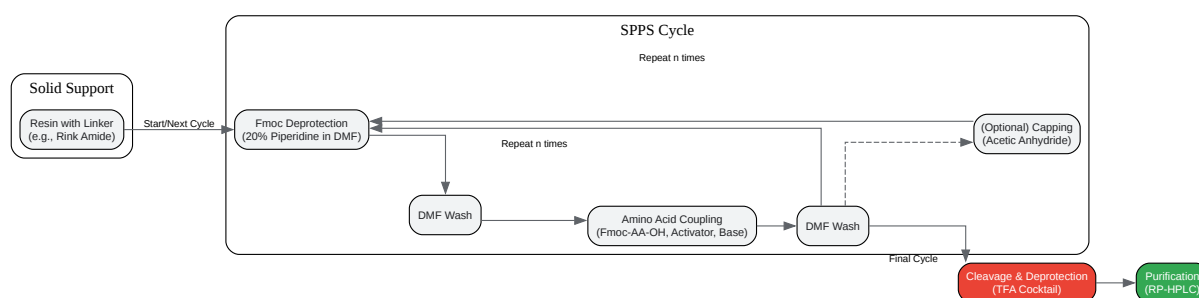 SPPS Cycle
Repeat n times
Solid Support
Resin with Linker
(e.g., Rink Amide)
Start/Next Cycle
Fmoc Deprotection
(20% Piperidine in DMF)
Repeat n times
(Optional) Capping
(Acetic Anhydride)
DMF Wash
Amino Acid Coupling
(Fmoc-AA-OH, Activator, Base)
DMF Wash
Final Cycle
Cleavage & Deprotection
(TFA Cocktail)
Purification
(RP-HPLC)